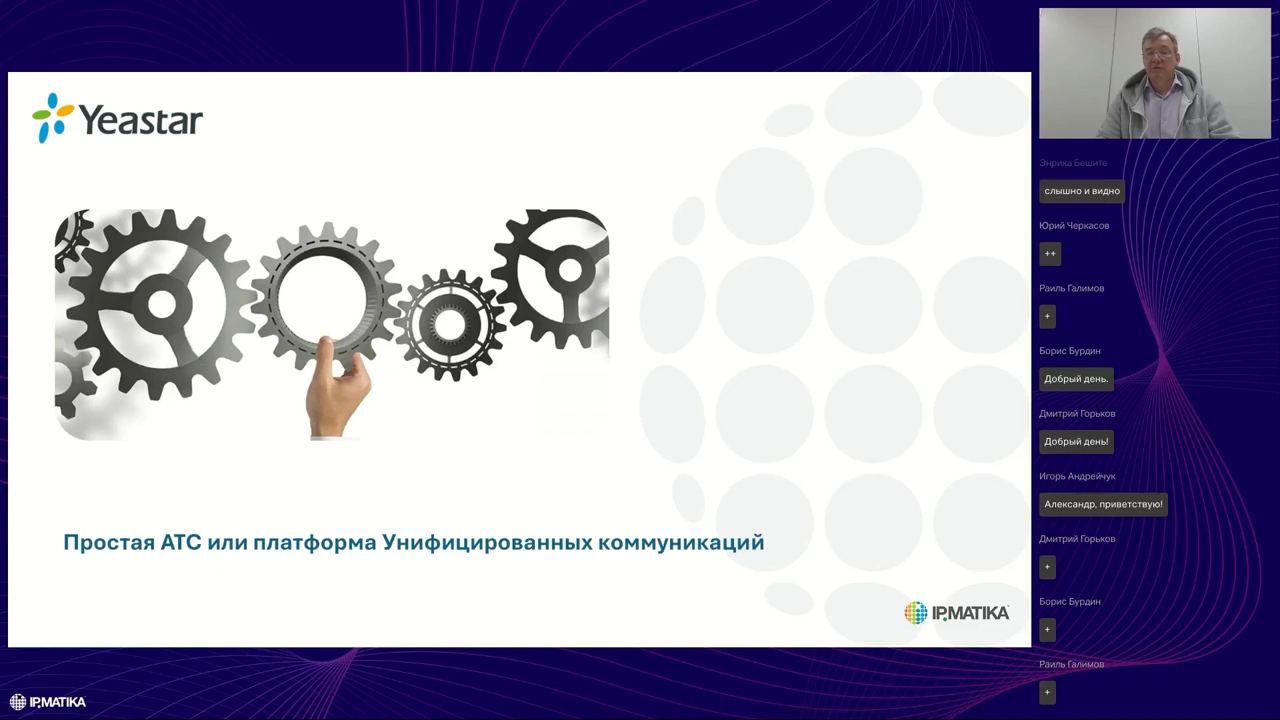 Yeastar
Простая АТС или платформа Унифицированных коммуникаций
IP.MATIKA
IP.MATIKA
Энрика Бешите
слышно и видно
Юрий Черкасов
++
Раиль Галимов
+
Борис Бурдин
Добрый день.
Дмитрий Горьков
Добрый день!
Игорь Андрейчук
Александр, приветствую!
Дмитрий Горьков
+
Борис Бурдин
+
Раиль Галимов
+